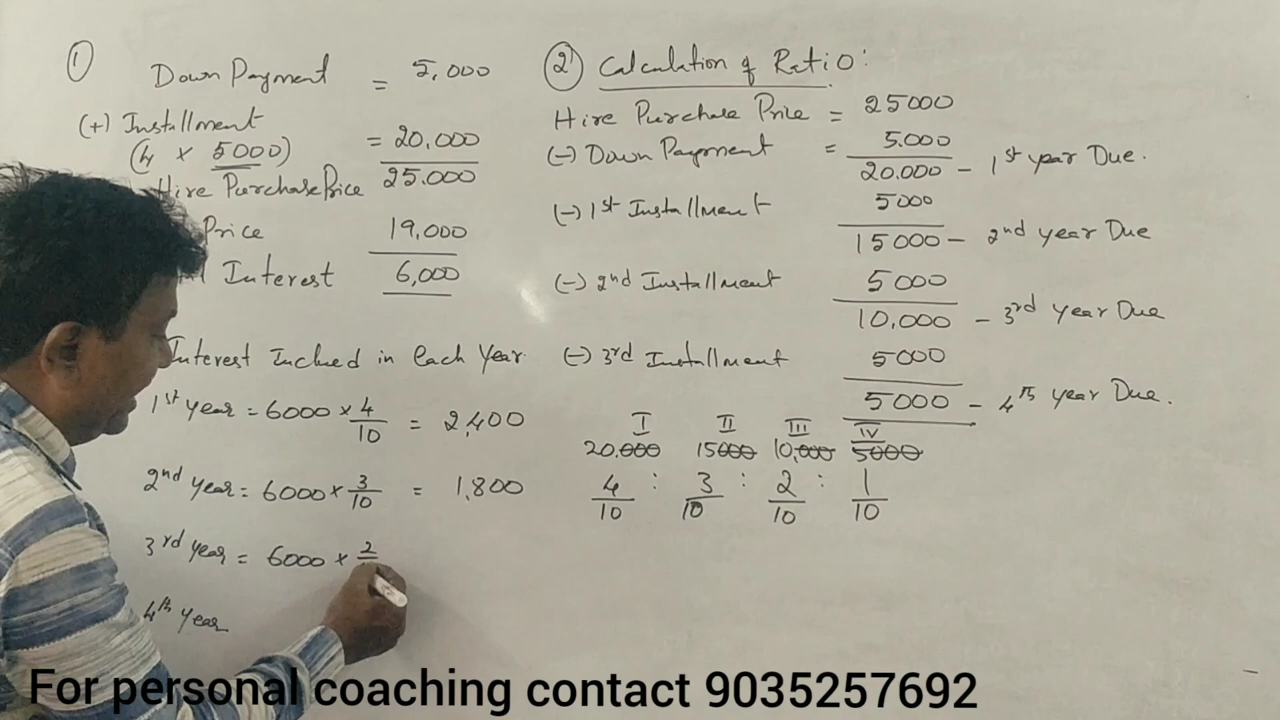 ①
Down Payment = 5,000
(+) Installment
(4 x 5000) = 20,000
Hire Purchase Price 25.000
Price 19,000
Interest 6,000
Interest Inclued in Each Year
1st year = 6000 x 4/10 = 2,400
2nd year = 6000 x 3/10 = 1,800
3rd year = 6000 x 2
4th year
② Calculation of Ratio:
Hire Purchase Price = 25000
(-) Down Payment = 5.000
20.000 - 1st year Due.
(-) 1st Installment 5000
15000 - 2nd year Due
(-) 2nd Installment 5000
10,000 - 3rd year Due
(-) 3rd Installment 5000
5000 - 4th year Due.
I II III IV
20,000 15000 10,000 5000
4/10 : 3/10 : 2/10 : 1/10
For personal coaching contact 9035257692